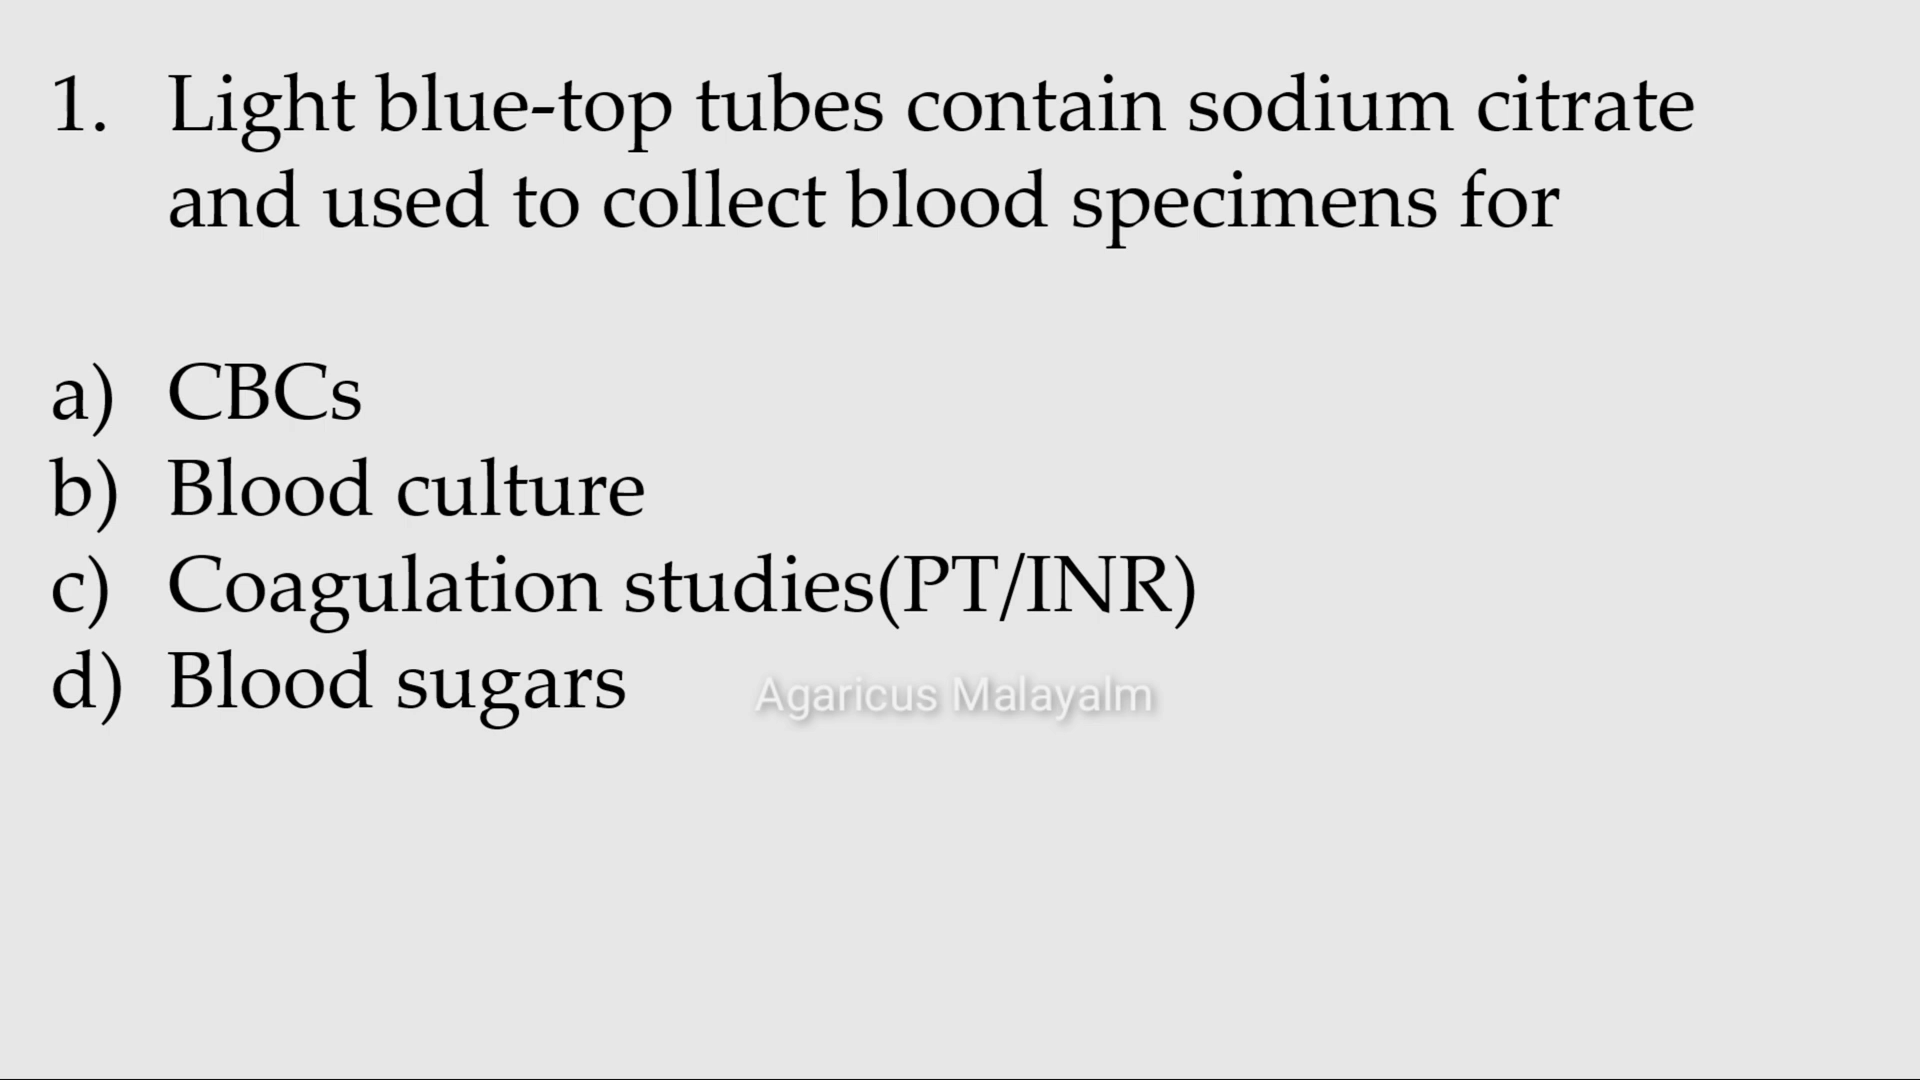 1. Light blue-top tubes contain sodium citrate
and used to collect blood specimens for
a) CBCs
b) Blood culture
c) Coagulation studies(PT/INR)
d) Blood sugars
Agaricus Malayalm